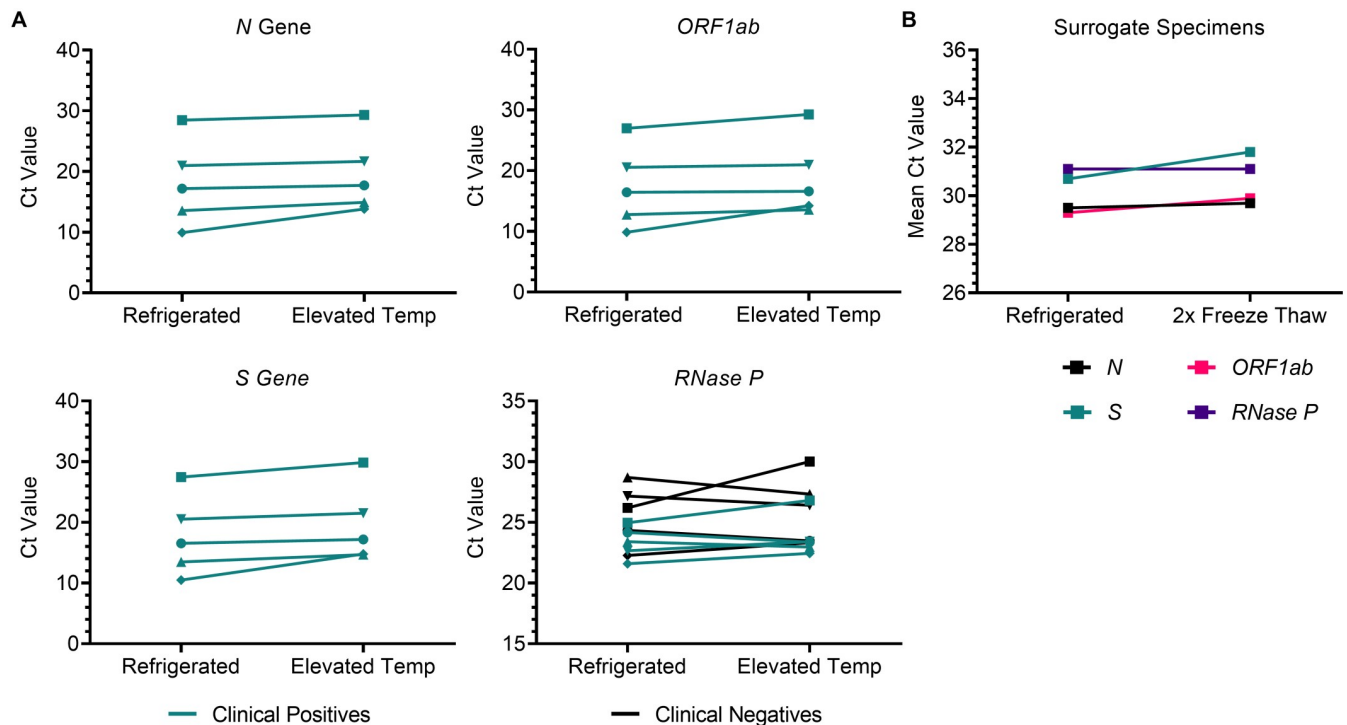 A
N Gene
40
30
20
10
0
Ct Value
Refrigerated
Elevated Temp
ORF1ab
40
30
20
10
0
Ct Value
Refrigerated
Elevated Temp
B
Surrogate Specimens
36
34
32
30
28
26
Mean Ct Value
Refrigerated
2x Freeze Thaw
N
ORF1ab
S
RNase P
S Gene
40
30
20
10
0
Ct Value
Refrigerated
Elevated Temp
RNase P
35
30
25
20
15
Ct Value
Refrigerated
Elevated Temp
Clinical Positives
Clinical Negatives